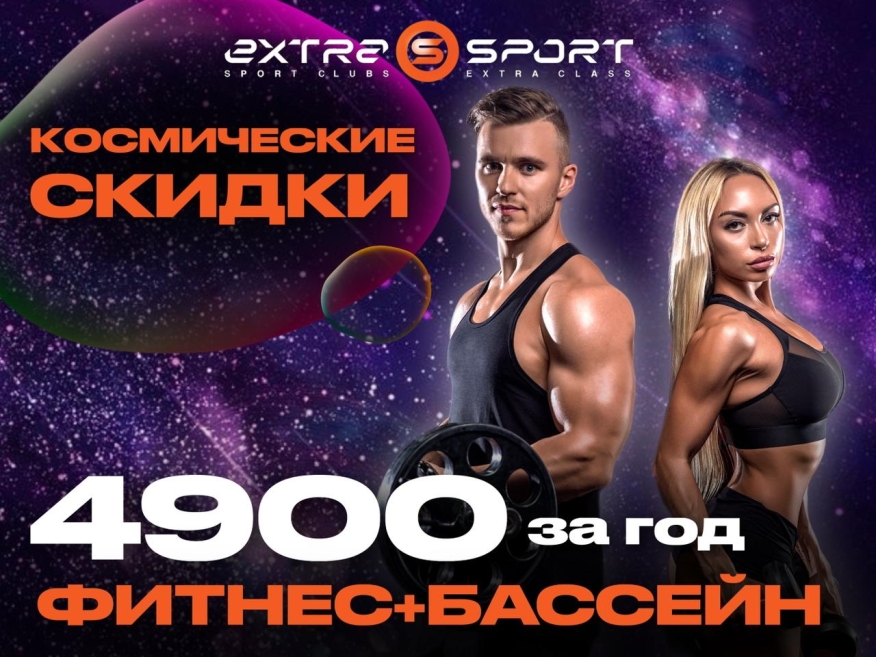 extra S SPORT
SPORT CLUBS EXTRA CLASS
КОСМИЧЕСКИЕ
СКИДКИ
4900 за год
ФИТНЕС+БАССЕЙН